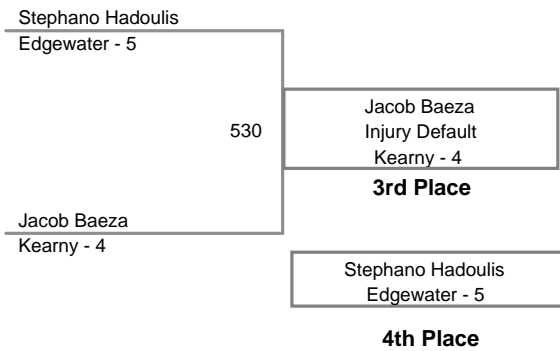 Stephano Hadoulis
Edgewater - 5
530
Jacob Baeza
Injury Default
Kearny - 4
3rd Place
Jacob Baeza
Kearny - 4
Stephano Hadoulis
Edgewater - 5
4th Place